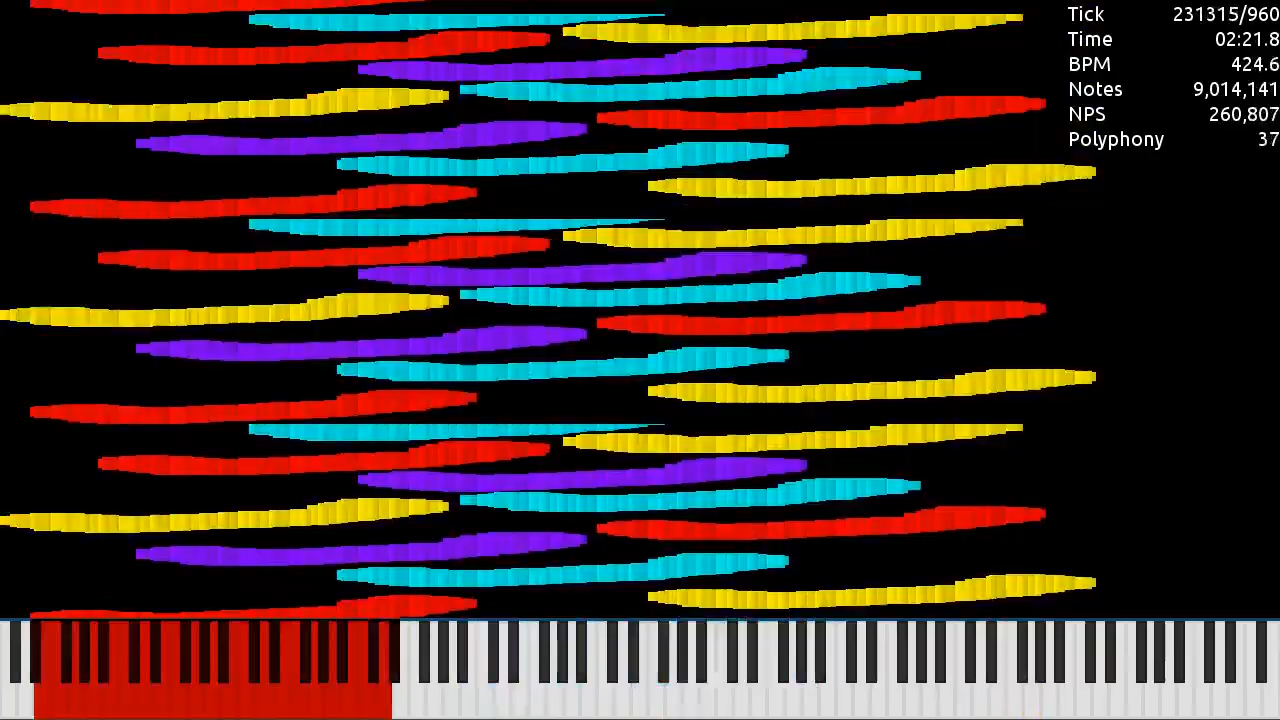 Tick 231315/960
Time 02:21.8
BPM 424.6
Notes 9,014,141
NPS 260,807
Polyphony 37